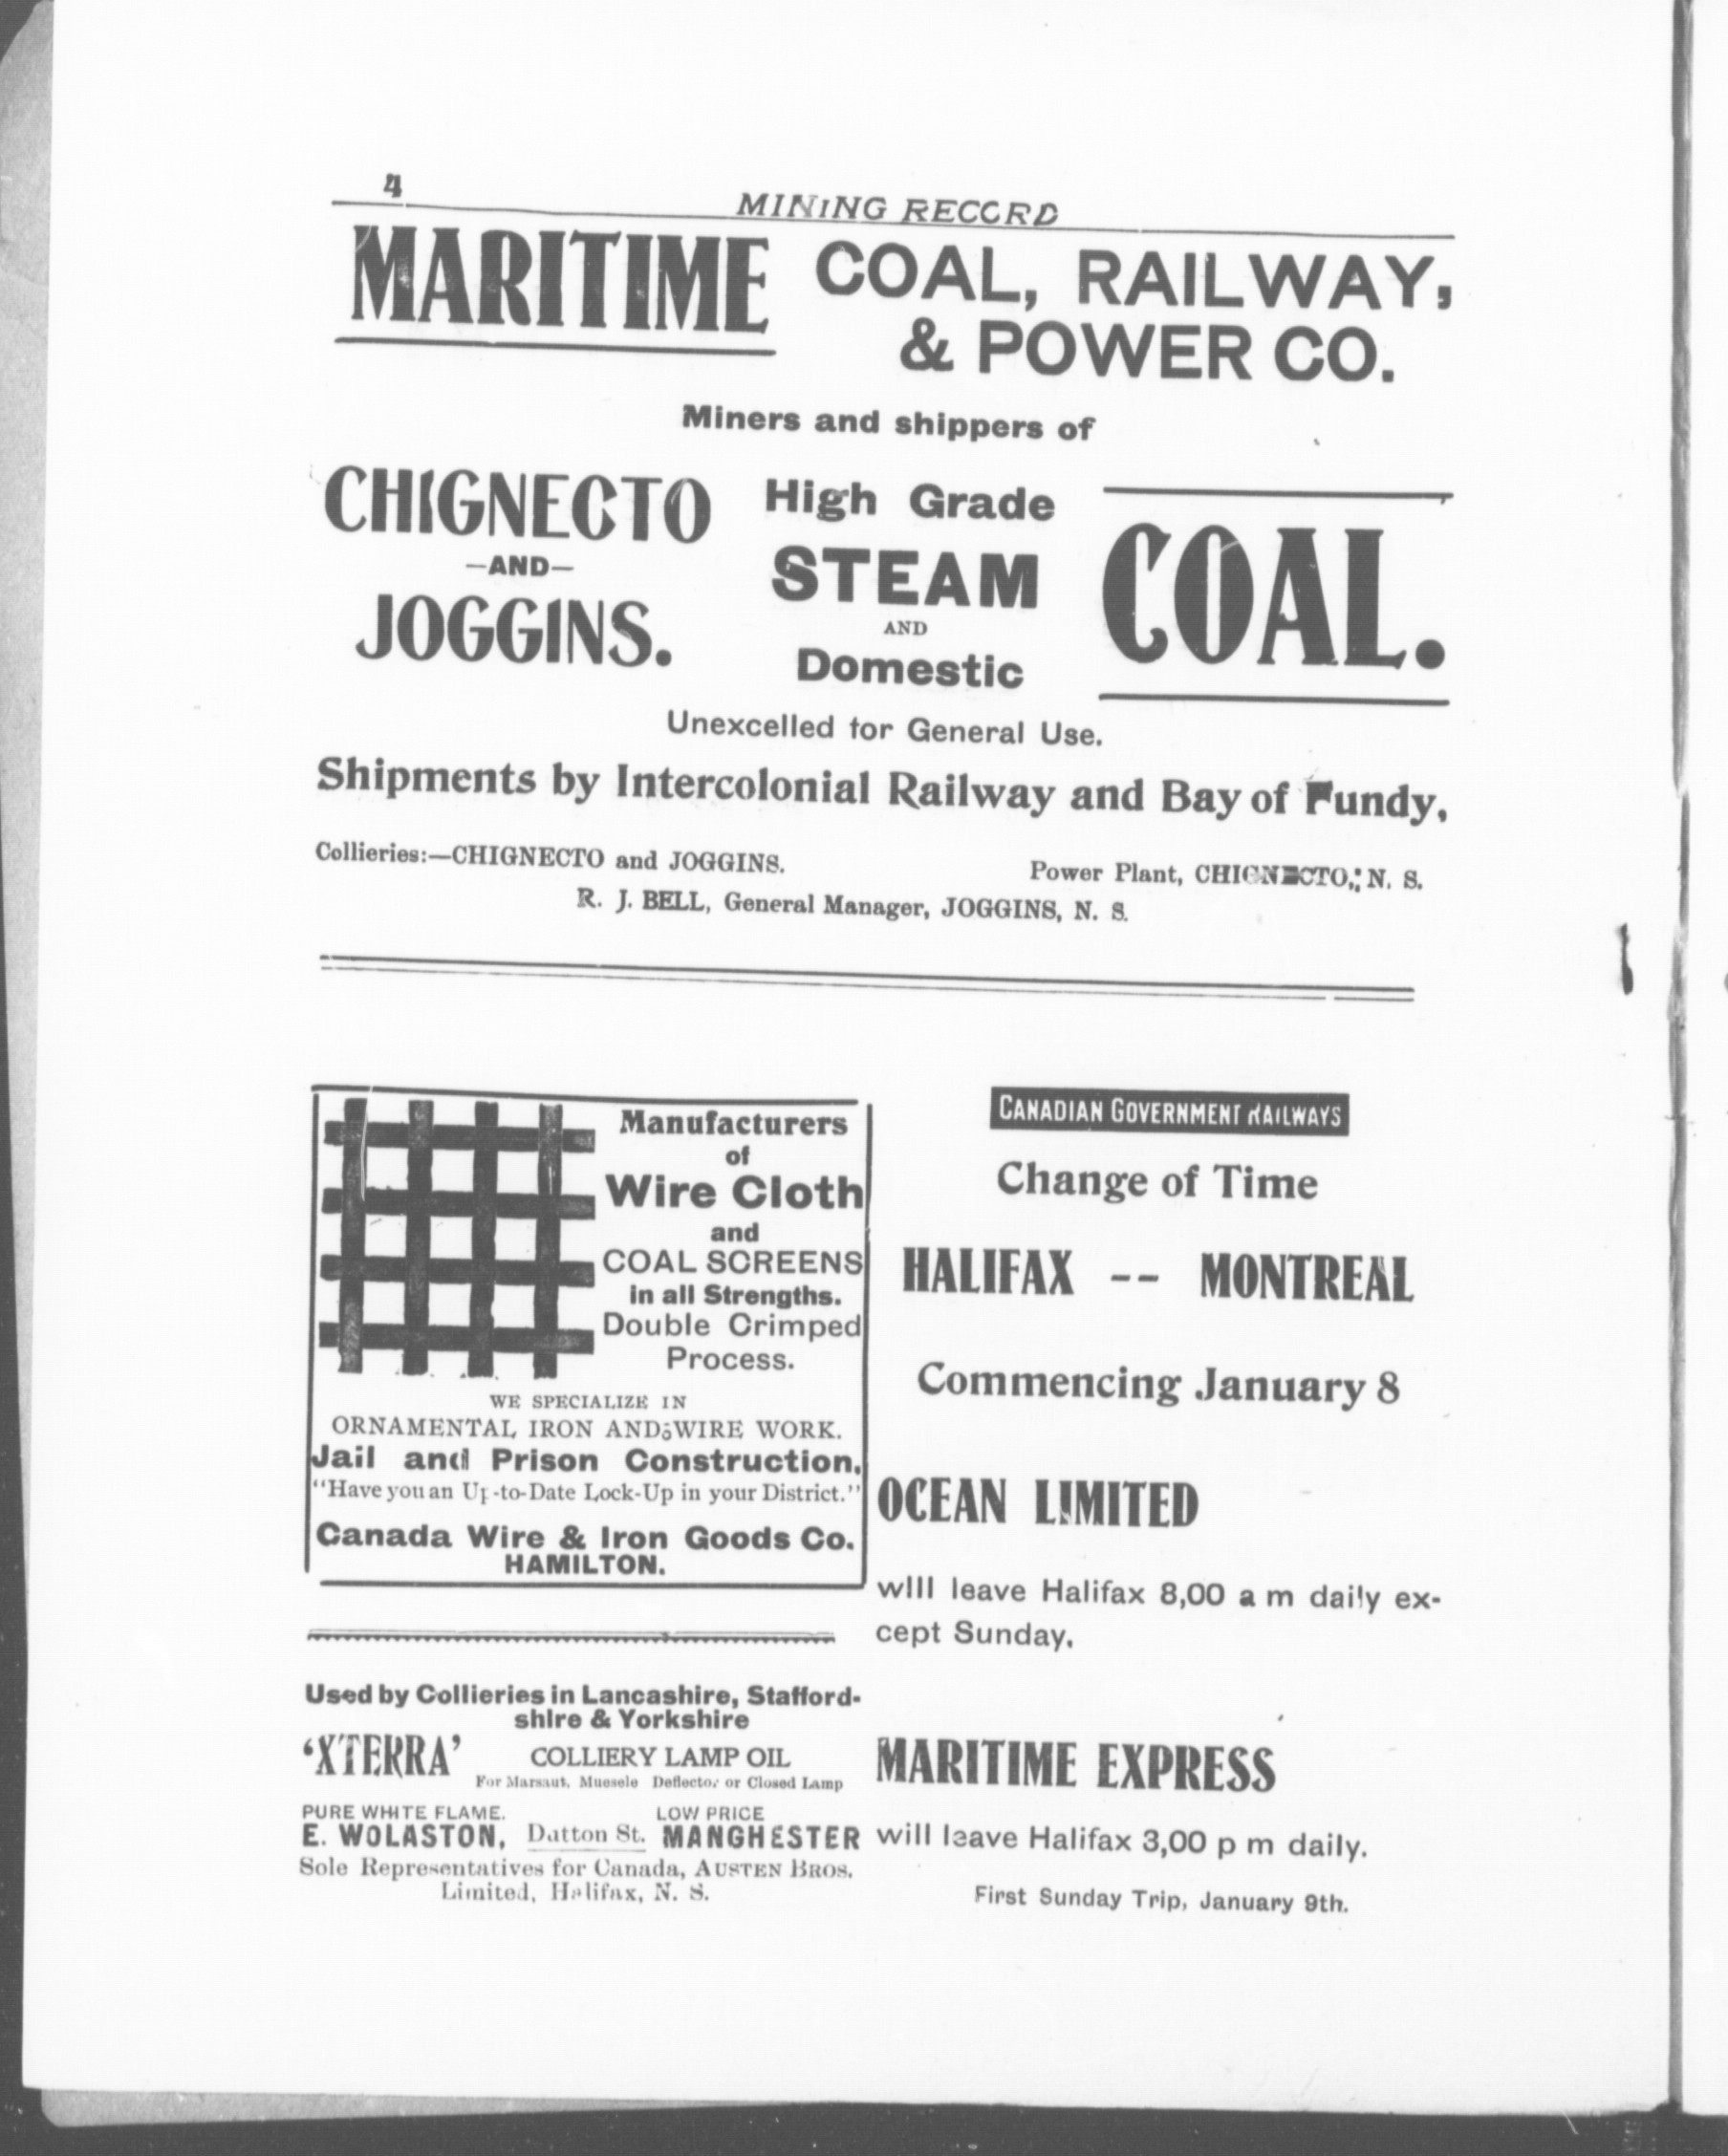 4
MINING RECORD
MARITIME COAL, RAILWAY,
& POWER CO.
Miners and shippers of
CHIGNECTO
—AND—
JOGGINS.
High Grade
STEAM
AND
Domestic
COAL.
Unexcelled for General Use.
Shipments by Intercolonial Railway and Bay of Fundy,
Collieries:—CHIGNECTO and JOGGINS. Power Plant, CHIGNECTO, N. S.
R. J. BELL, General Manager, JOGGINS, N. S.
Manufacturers
of
Wire Cloth
and
COAL SCREENS
in all Strengths.
Double Crimped
Process.
WE SPECIALIZE IN
ORNAMENTAL IRON AND WIRE WORK.
Jail and Prison Construction.
"Have you an Up-to-Date Lock-Up in your District."
Canada Wire & Iron Goods Co.
HAMILTON.
Used by Collieries in Lancashire, Stafford-
shire & Yorkshire
'XTERRA' COLLIERY LAMP OIL
For Marsaut, Muesele Deflector or Closed Lamp
PURE WHITE FLAME. LOW PRICE
E. WOLASTON, Dutton St. MANGHESTER
Sole Representatives for Canada, AUSTEN BROS.
Limited, Halifax, N. S.
CANADIAN GOVERNMENT RAILWAYS
Change of Time
HALIFAX -- MONTREAL
Commencing January 8
OCEAN LIMITED
will leave Halifax 8,00 a m daily ex-
cept Sunday,
MARITIME EXPRESS
will leave Halifax 3,00 p m daily.
First Sunday Trip, January 9th.